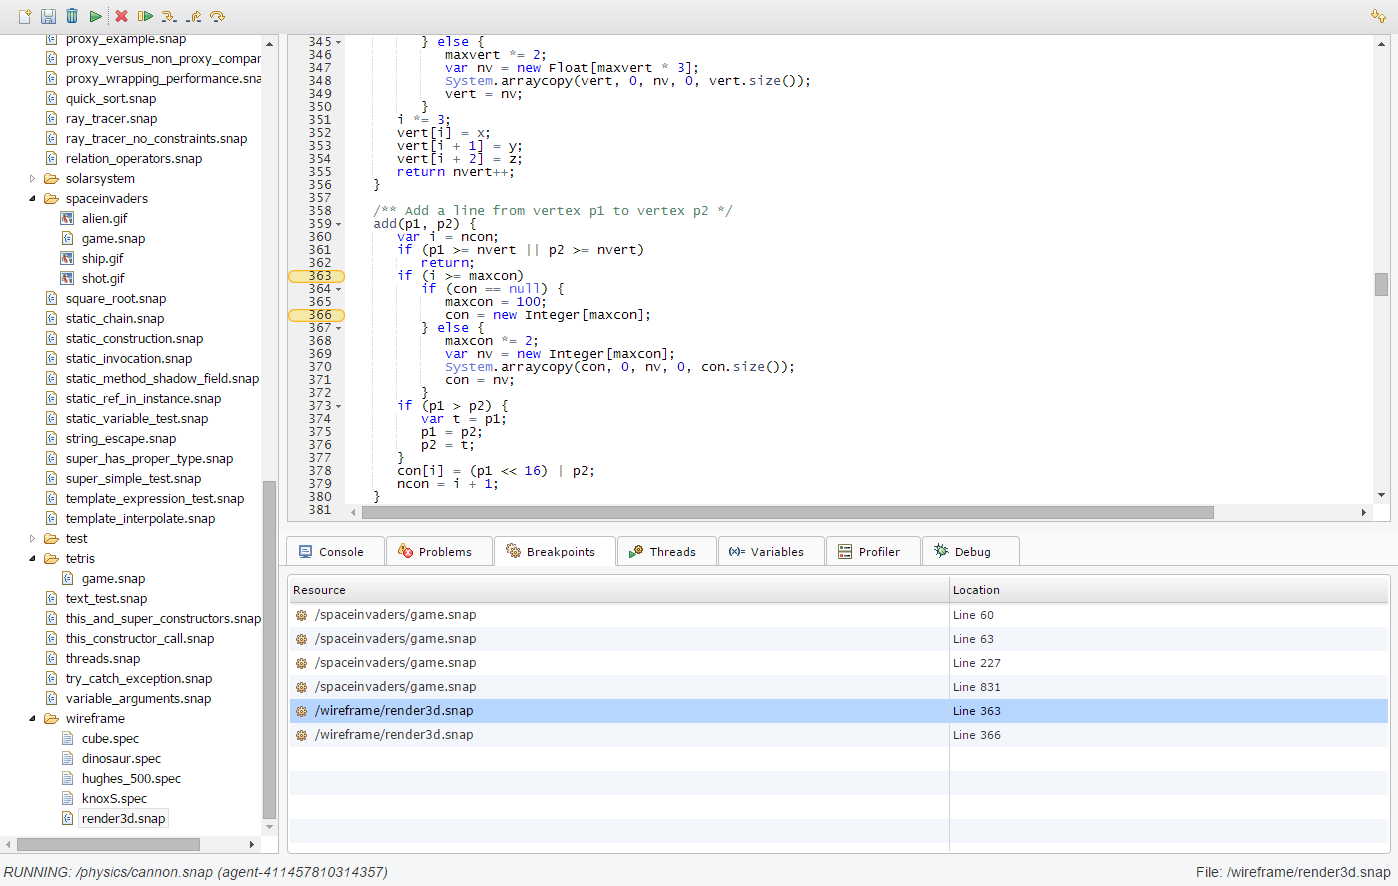 proxy_example.snap
proxy_versus_non_proxy_compar
proxy_wrapping_performance.sna
quick_sort.snap
ray_tracer.snap
ray_tracer_no_constraints.snap
relation_operators.snap
solarsystem
spaceinvaders
alien.gif
game.snap
ship.gif
shot.gif
square_root.snap
static_chain.snap
static_construction.snap
static_invocation.snap
static_method_shadow_field.snap
static_ref_in_instance.snap
static_variable_test.snap
string_escape.snap
super_has_proper_type.snap
super_simple_test.snap
template_expression_test.snap
template_interpolate.snap
test
tetris
game.snap
text_test.snap
this_and_super_constructors.snap
this_constructor_call.snap
threads.snap
try_catch_exception.snap
variable_arguments.snap
wireframe
cube.spec
dinosaur.spec
hughes_500.spec
knoxS.spec
render3d.snap
345 } else {
346 maxvert *= 2;
347 var nv = new Float[maxvert * 3];
348 System.arraycopy(vert, 0, nv, 0, vert.size());
349 vert = nv;
350 }
351 i *= 3;
352 vert[i] = x;
353 vert[i + 1] = y;
354 vert[i + 2] = z;
355 return nvert++;
356 }
357
358 /** Add a line from vertex p1 to vertex p2 */
359 add(p1, p2) {
360 var i = ncon;
361 if (p1 >= nvert || p2 >= nvert)
362 return;
363 if (i >= maxcon)
364 if (con == null) {
365 maxcon = 100;
366 con = new Integer[maxcon];
367 } else {
368 maxcon *= 2;
369 var nv = new Integer[maxcon];
370 System.arraycopy(con, 0, nv, 0, con.size());
371 con = nv;
372 }
373 if (p1 > p2) {
374 var t = p1;
375 p1 = p2;
376 p2 = t;
377 }
378 con[i] = (p1 << 16) | p2;
379 ncon = i + 1;
380 }
381
Console Problems Breakpoints Threads (x)= Variables Profiler Debug
Resource Location
/spaceinvaders/game.snap Line 60
/spaceinvaders/game.snap Line 63
/spaceinvaders/game.snap Line 227
/spaceinvaders/game.snap Line 831
/wireframe/render3d.snap Line 363
/wireframe/render3d.snap Line 366
RUNNING: /physics/cannon.snap (agent-411457810314357) File: /wireframe/render3d.snap